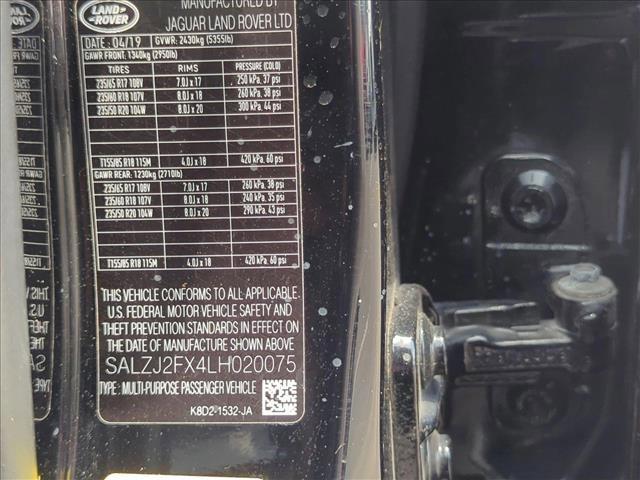 LAND-
-ROVER
MANUFACTURED BY
JAGUAR LAND ROVER LTD
DATE: 04/19 GVWR: 2430kg (5355lb)
GAWR FRONT: 1340kg (2950lb)
TIRES RIMS PRESSURE (COLD)
235/65 R17 108V 7.0J x 17 250 kPa, 37 psi
235/60 R18 107V 8.0J x 18 260 kPa, 38 psi
235/50 R20 104W 8.0J x 20 300 kPa, 44 psi
T155/85 R18 115M 4.0J x 18 420 kPa, 60 psi
GAWR REAR: 1230kg (2710lb)
235/65 R17 108V 7.0J x 17 260 kPa, 38 psi
235/60 R18 107V 8.0J x 18 240 kPa, 35 psi
235/50 R20 104W 8.0J x 20 290 kPa, 43 psi
T155/85 R18 115M 4.0J x 18 420 kPa, 60 psi
THIS VEHICLE CONFORMS TO ALL APPLICABLE
U.S. FEDERAL MOTOR VEHICLE SAFETY AND
THEFT PREVENTION STANDARDS IN EFFECT
ON THE DATE OF MANUFACTURE SHOWN ABOVE
SALZJ2FX4LH020075
TYPE : MULTI-PURPOSE PASSENGER VEHICLE
K8D2-1532-JA